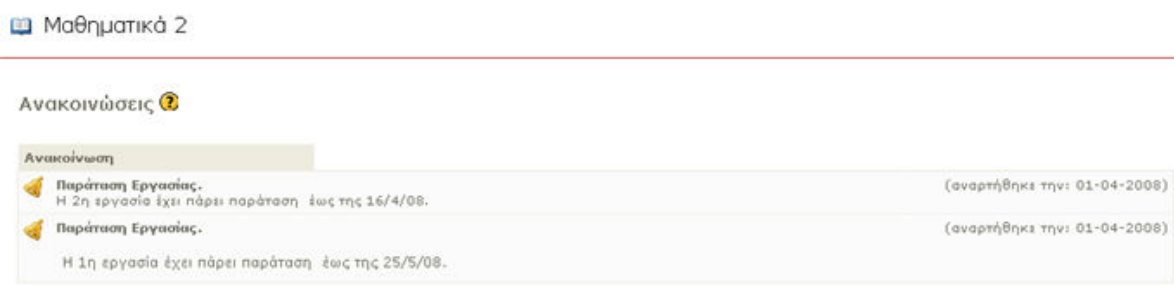 Μαθηματικά 2
Ανακοινώσεις
Ανακοίνωση
Παράταση Εργασίας. (αναρτήθηκε την: 01-04-2008)
Η 2η εργασία έχει πάρει παράταση έως της 16/4/08.
Παράταση Εργασίας. (αναρτήθηκε την: 01-04-2008)
Η 1η εργασία έχει πάρει παράταση έως της 25/5/08.